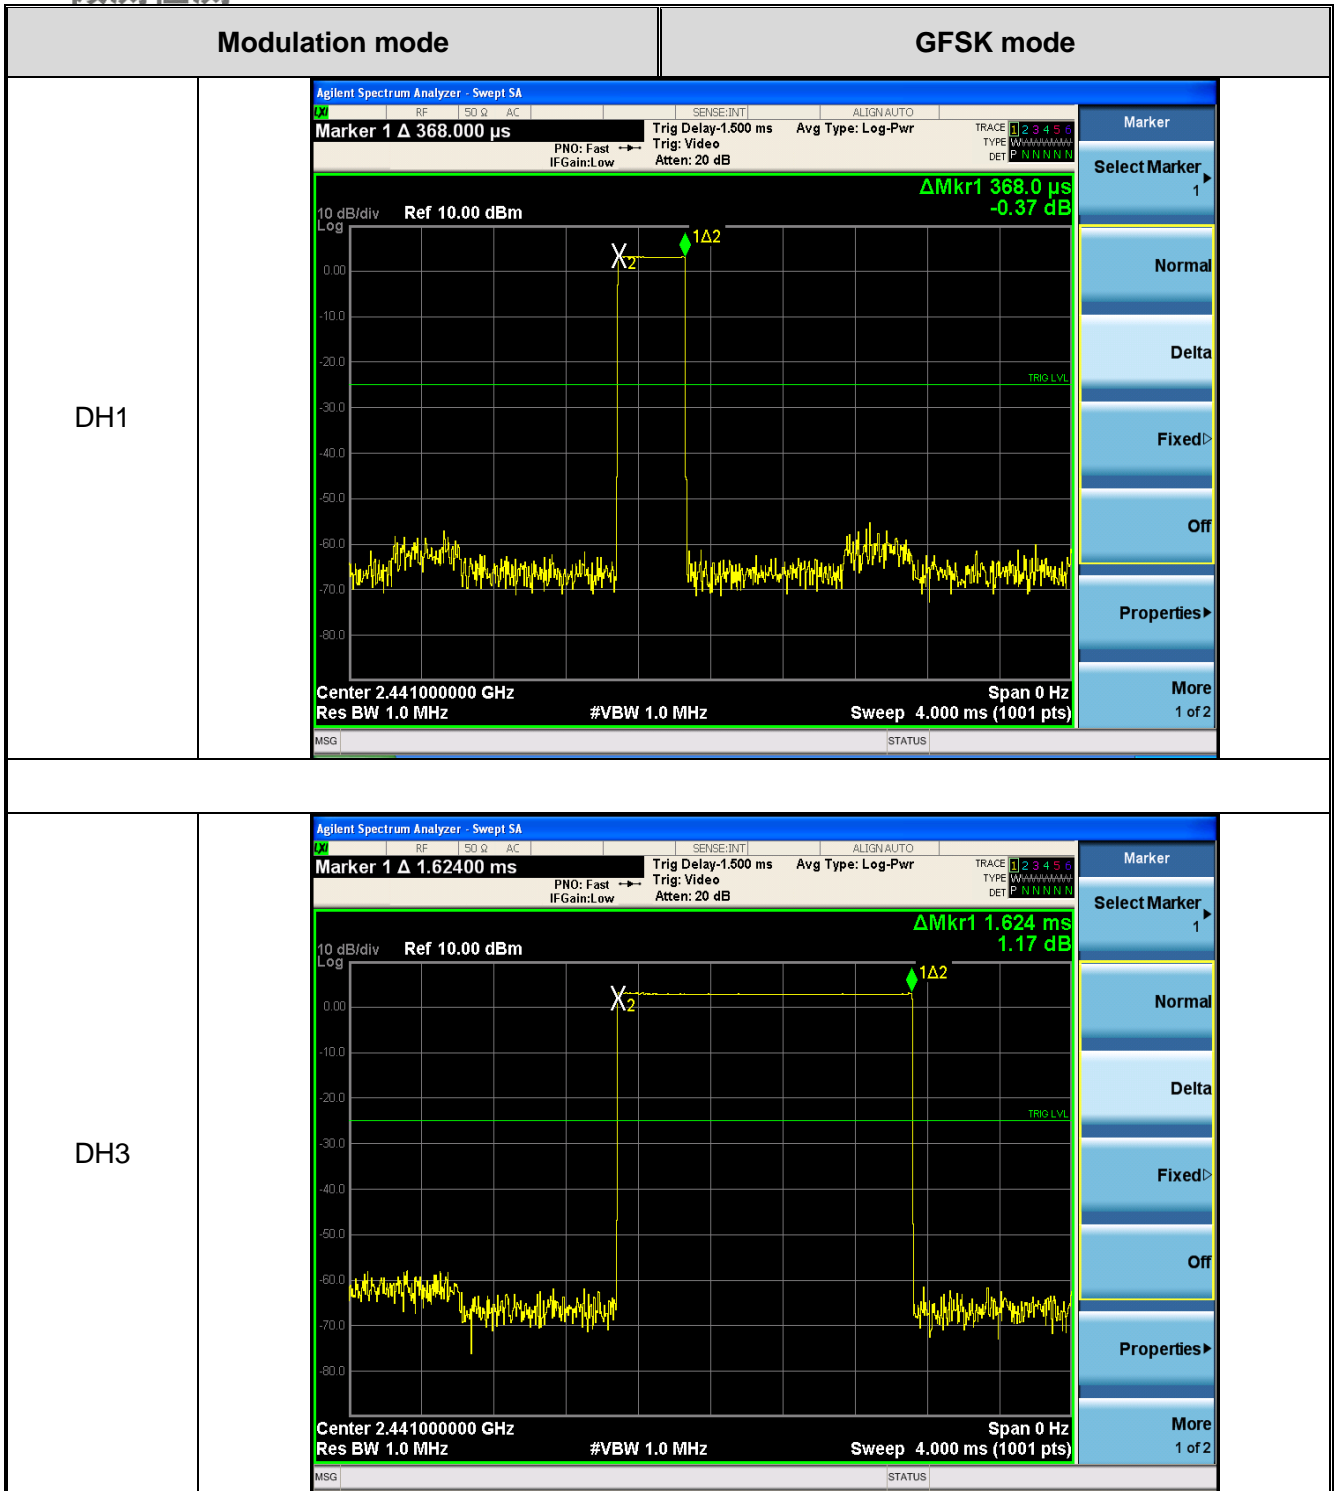 Modulation mode GFSK mode
DH1
Agilent Spectrum Analyzer - Swept SA
LXI RF 50 Ω AC SENSE:INT ALIGN AUTO
Marker 1 Δ 368.000 µs
PNO: Fast
IFGain:Low
Trig Delay-1.500 ms
Trig: Video
Atten: 20 dB
Avg Type: Log-Pwr
TRACE 1 2 3 4 5 6
TYPE WWWWWWW
DET P N N N N N
ΔMkr1 368.0 µs
-0.37 dB
10 dB/div Ref 10.00 dBm
Log
1Δ2
X2
0.00
-10.0
-20.0
TRIG LVL
-30.0
-40.0
-50.0
-60.0
-70.0
-80.0
Center 2.441000000 GHz Span 0 Hz
Res BW 1.0 MHz #VBW 1.0 MHz Sweep 4.000 ms (1001 pts)
MSG STATUS
Marker
Select Marker
1
Normal
Delta
Fixed
Off
Properties
More
1 of 2
DH3
Agilent Spectrum Analyzer - Swept SA
LXI RF 50 Ω AC SENSE:INT ALIGN AUTO
Marker 1 Δ 1.62400 ms
PNO: Fast
IFGain:Low
Trig Delay-1.500 ms
Trig: Video
Atten: 20 dB
Avg Type: Log-Pwr
TRACE 1 2 3 4 5 6
TYPE WWWWWWW
DET P N N N N N
ΔMkr1 1.624 ms
1.17 dB
10 dB/div Ref 10.00 dBm
Log
1Δ2
X2
0.00
-10.0
-20.0
TRIG LVL
-30.0
-40.0
-50.0
-60.0
-70.0
-80.0
Center 2.441000000 GHz Span 0 Hz
Res BW 1.0 MHz #VBW 1.0 MHz Sweep 4.000 ms (1001 pts)
MSG STATUS
Marker
Select Marker
1
Normal
Delta
Fixed
Off
Properties
More
1 of 2